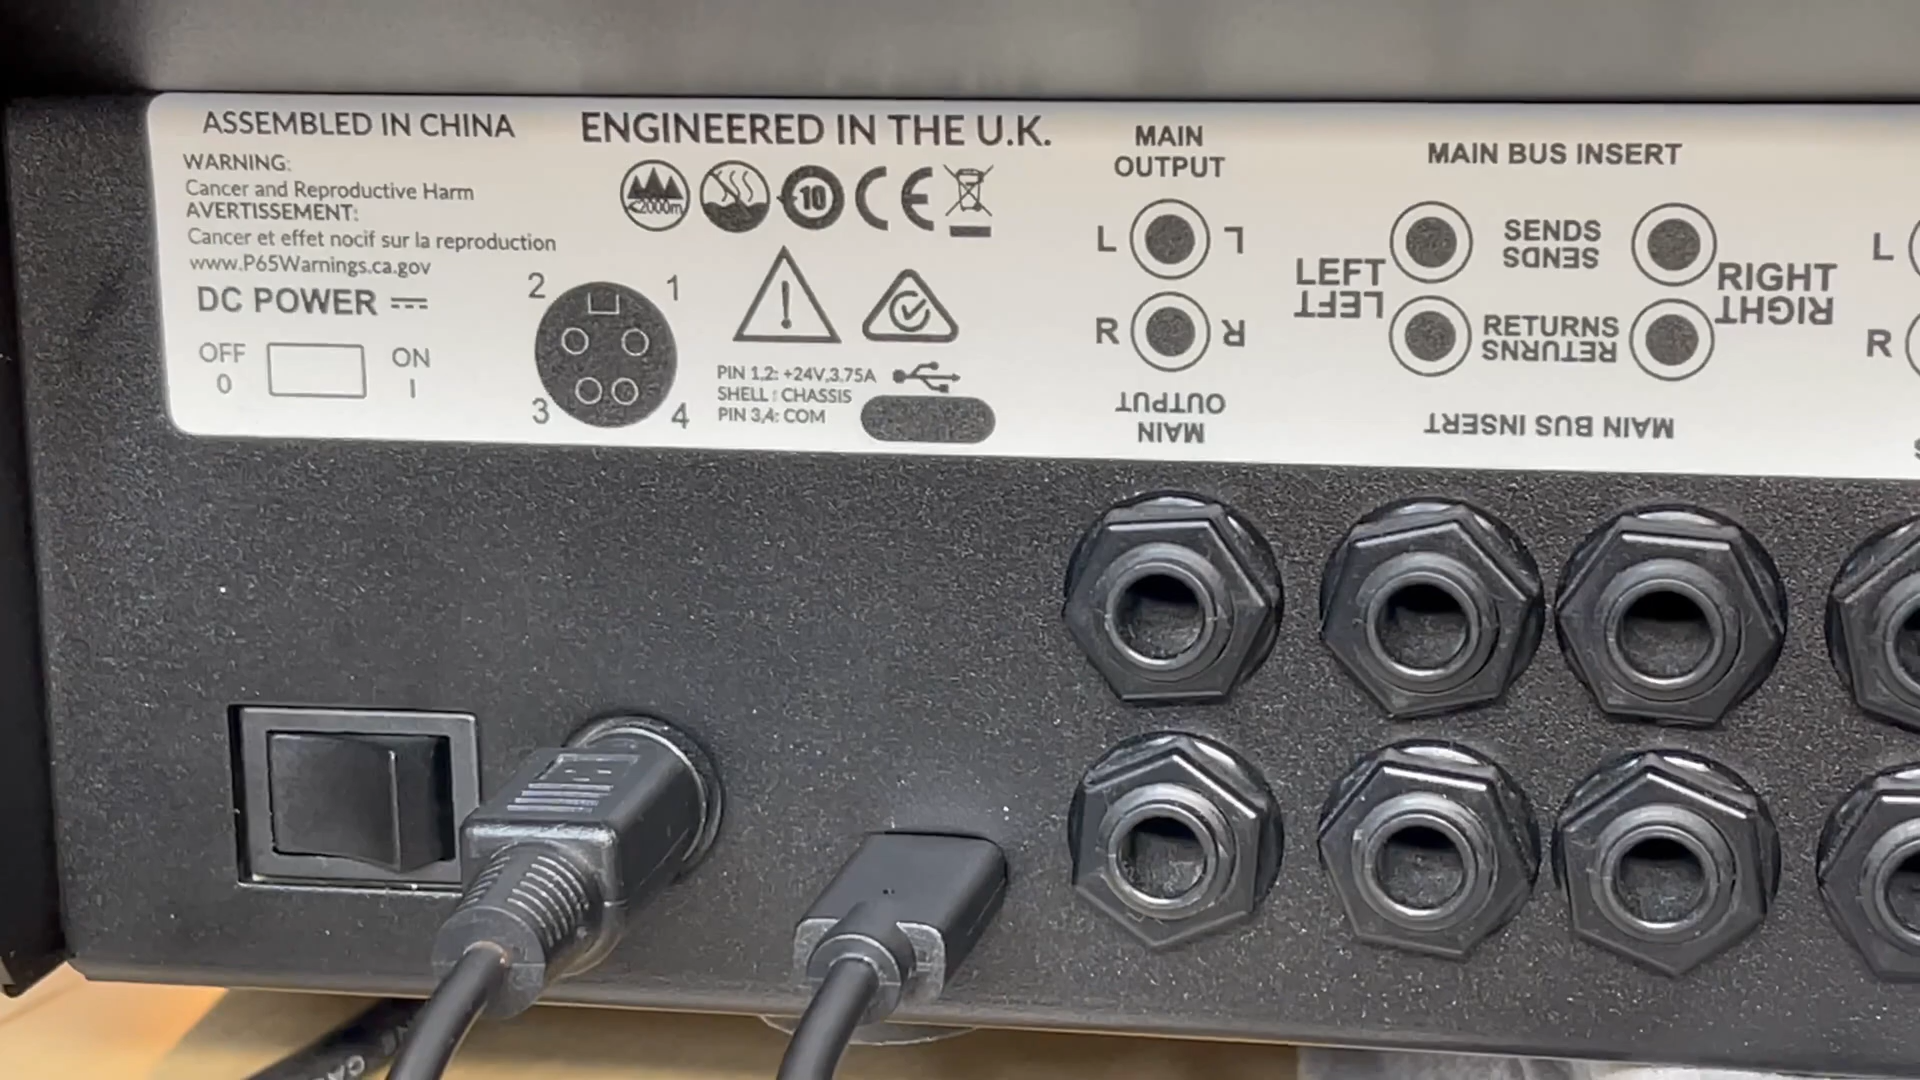 ASSEMBLED IN CHINA
WARNING:
Cancer and Reproductive Harm
AVERTISSEMENT:
Cancer et effet nocif sur la reproduction
www.P65Warnings.ca.gov
DC POWER
OFF
0
ON
I
2
1
3
4
ENGINEERED IN THE U.K.
≤2000m
10
CE
PIN 1,2: +24V,3.75A
SHELL : CHASSIS
PIN 3,4: COM
MAIN
OUTPUT
L
L
R
R
MAIN
OUTPUT
MAIN BUS INSERT
LEFT
LEFT
SENDS
SENDS
RETURNS
RETURNS
RIGHT
RIGHT
MAIN BUS INSERT
L
R